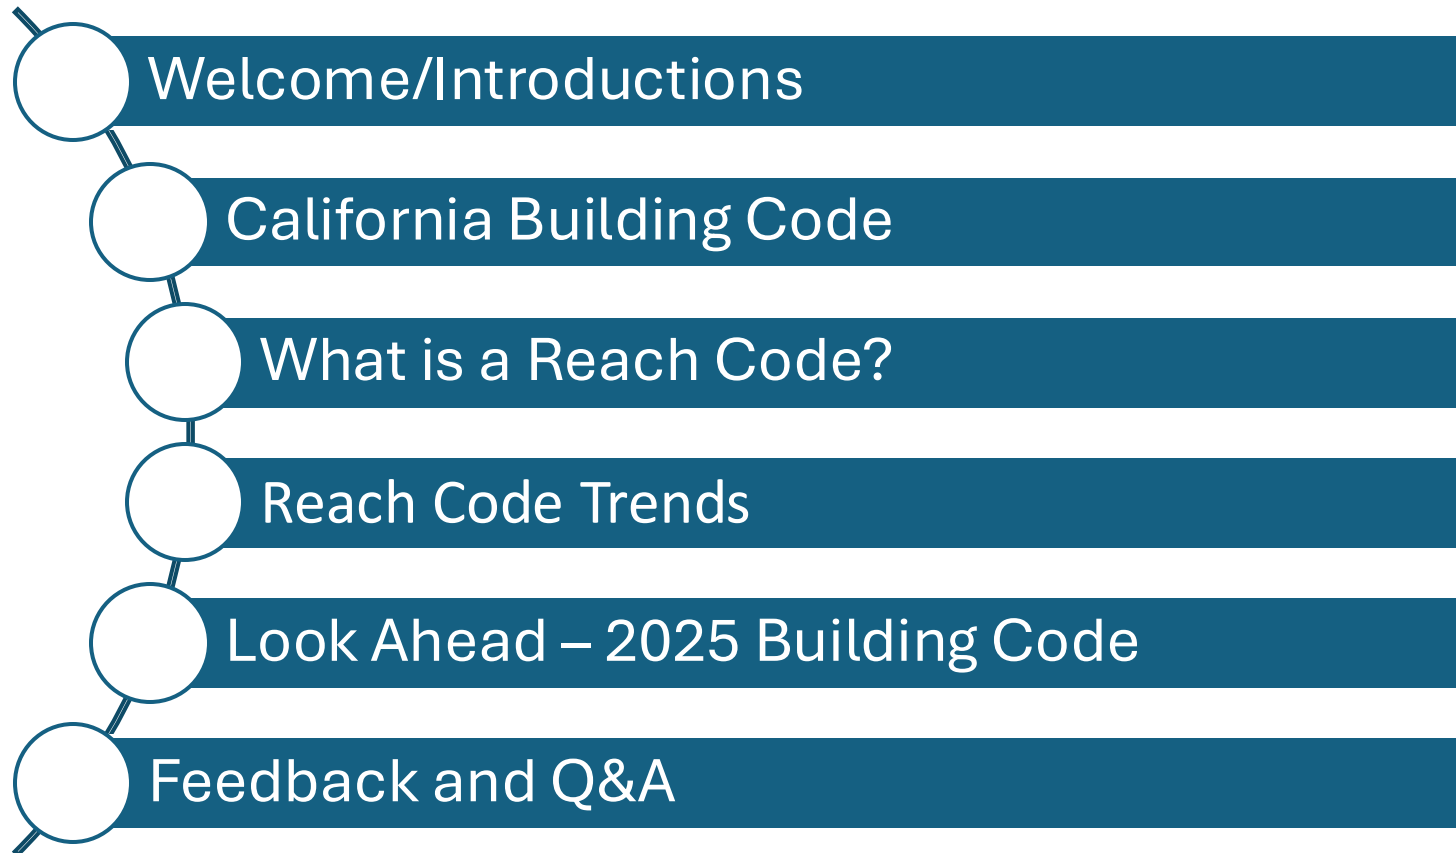 Welcome/Introductions
California Building Code
What is a Reach Code?
Reach Code Trends
Look Ahead – 2025 Building Code
Feedback and Q&A